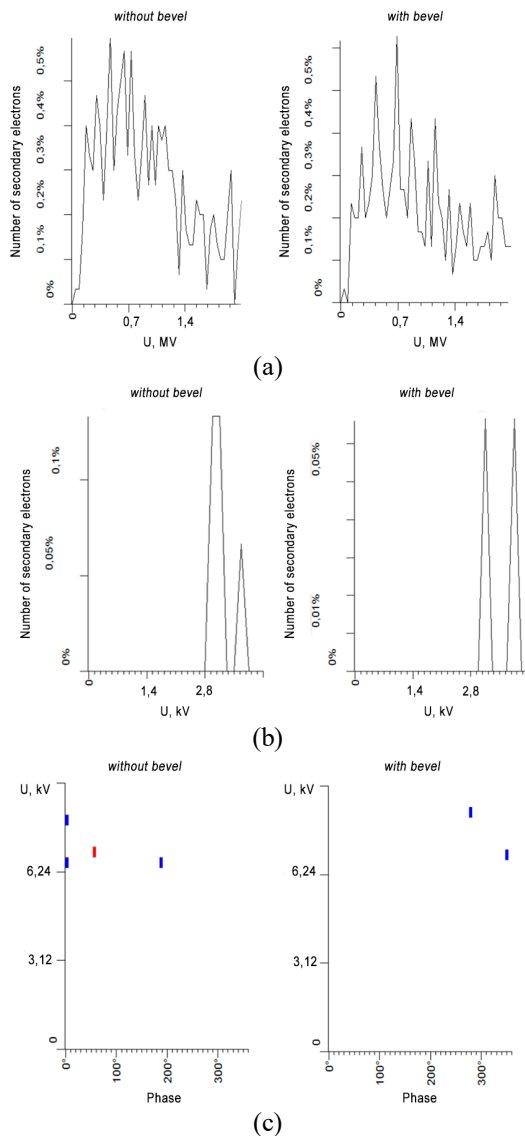 without bevel
with bevel
Number of secondary electrons
0,5%
0,4%
0,3%
0,2%
0,1%
0%
0
0,7
1,4
U, MV
Number of secondary electrons
0,5%
0,4%
0,3%
0,2%
0,1%
0%
0
0,7
1,4
U, MV
(a)
without bevel
with bevel
Number of secondary electrons
0,1%
0,05%
0%
0
1,4
2,8
U, kV
Number of secondary electrons
0,05%
0,01%
0%
0
1,4
2,8
U, kV
(b)
without bevel
with bevel
U, kV
6,24
3,12
0
0°
100°
200°
300°
Phase
U, kV
6,24
3,12
0
0°
100°
200°
300°
Phase
(c)